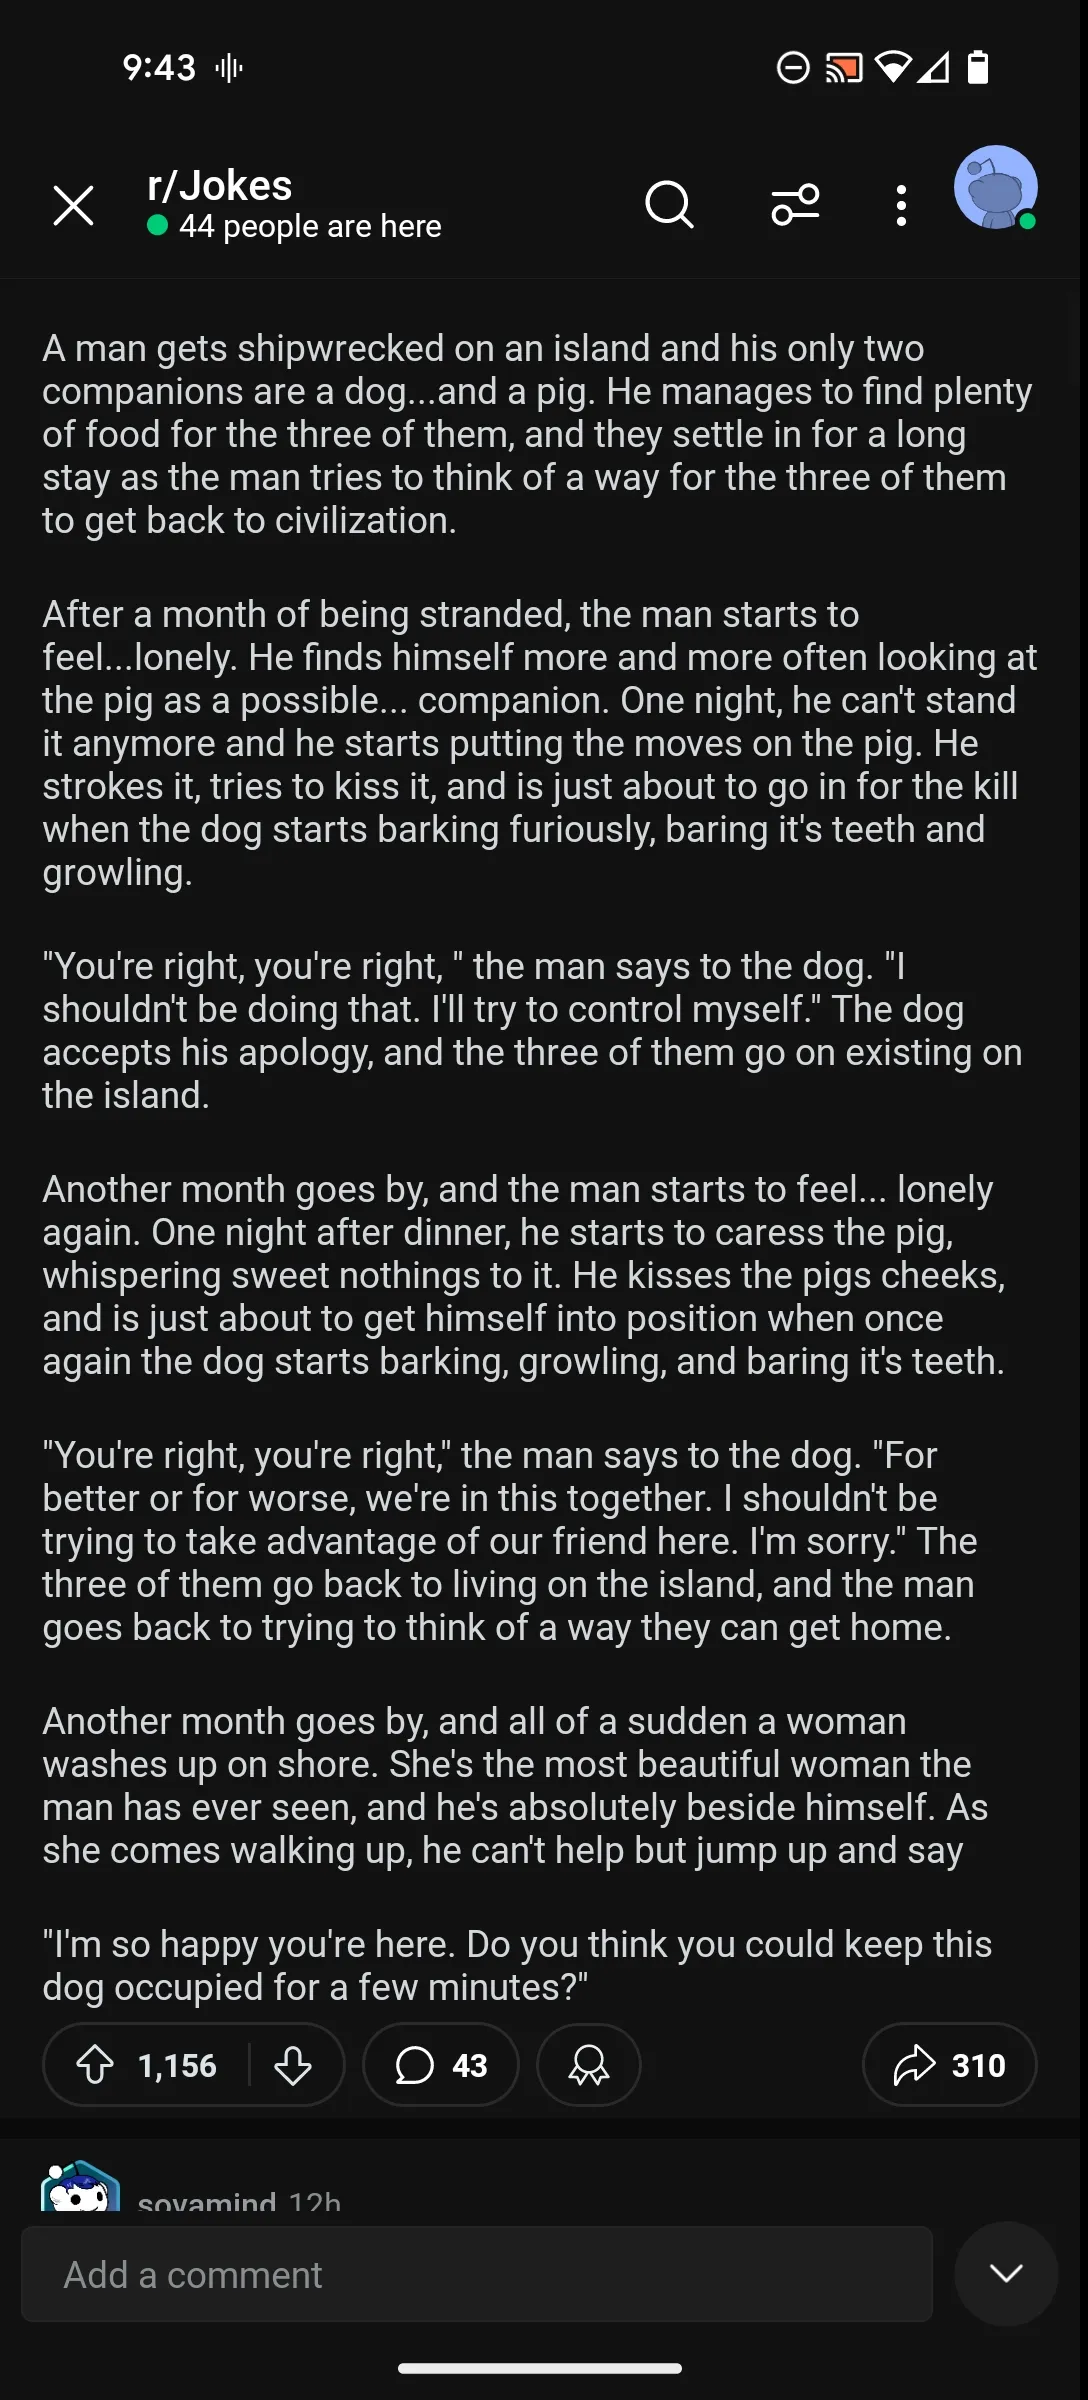 9:43
r/Jokes
44 people are here
A man gets shipwrecked on an island and his only two
companions are a dog...and a pig. He manages to find plenty
of food for the three of them, and they settle in for a long
stay as the man tries to think of a way for the three of them
to get back to civilization.
After a month of being stranded, the man starts to
feel...lonely. He finds himself more and more often looking at
the pig as a possible... companion. One night, he can't stand
it anymore and he starts putting the moves on the pig. He
strokes it, tries to kiss it, and is just about to go in for the kill
when the dog starts barking furiously, baring it's teeth and
growling.
"You're right, you're right, " the man says to the dog. "I
shouldn't be doing that. I'll try to control myself." The dog
accepts his apology, and the three of them go on existing on
the island.
Another month goes by, and the man starts to feel... lonely
again. One night after dinner, he starts to caress the pig,
whispering sweet nothings to it. He kisses the pigs cheeks,
and is just about to get himself into position when once
again the dog starts barking, growling, and baring it's teeth.
"You're right, you're right," the man says to the dog. "For
better or for worse, we're in this together. I shouldn't be
trying to take advantage of our friend here. I'm sorry." The
three of them go back to living on the island, and the man
goes back to trying to think of a way they can get home.
Another month goes by, and all of a sudden a woman
washes up on shore. She's the most beautiful woman the
man has ever seen, and he's absolutely beside himself. As
she comes walking up, he can't help but jump up and say
"I'm so happy you're here. Do you think you could keep this
dog occupied for a few minutes?"
1,156 43 310
sovamind 12h
Add a comment